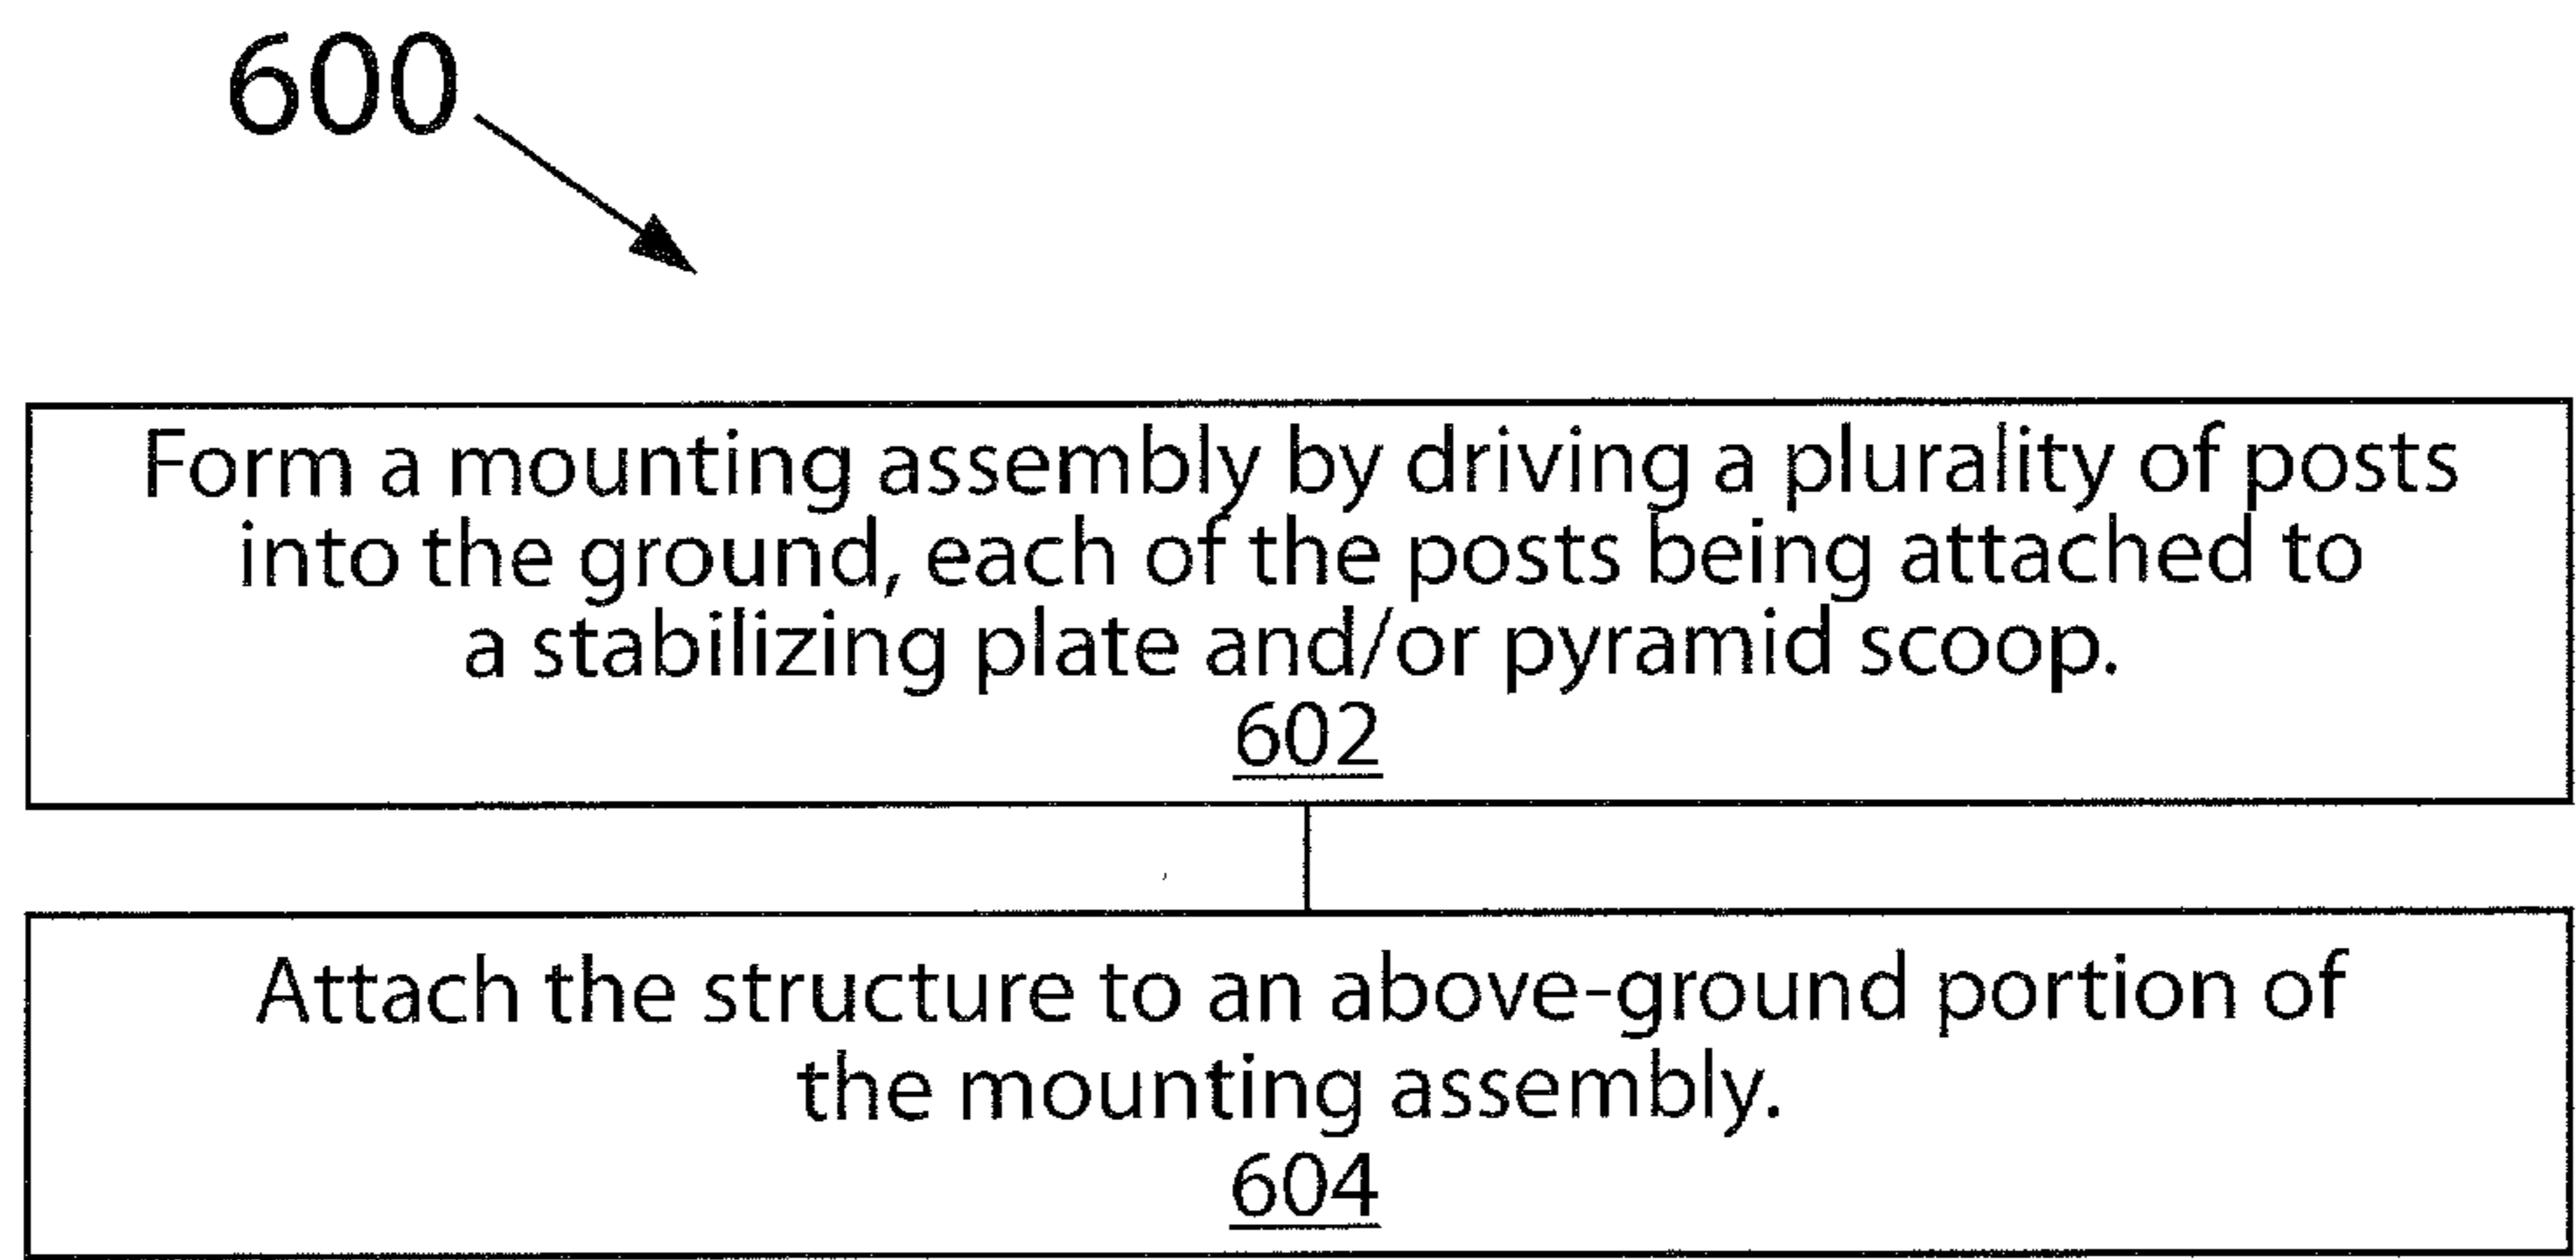 600
Form a mounting assembly by driving a plurality of posts
into the ground, each of the posts being attached to
a stabilizing plate and/or pyramid scoop.
602
Attach the structure to an above-ground portion of
the mounting assembly.
604